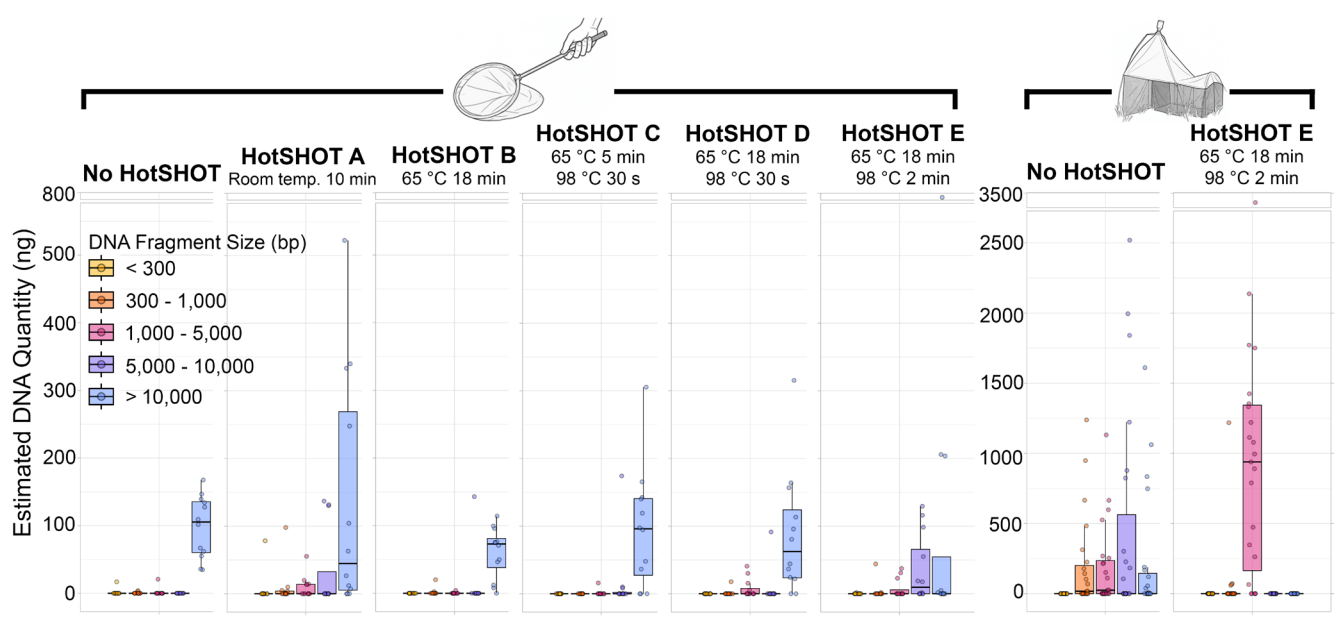 No HotSHOT
HotSHOT A
Room temp. 10 min
HotSHOT B
65 °C 18 min
HotSHOT C
65 °C 5 min
98 °C 30 s
HotSHOT D
65 °C 18 min
98 °C 30 s
HotSHOT E
65 °C 18 min
98 °C 2 min
No HotSHOT
HotSHOT E
65 °C 18 min
98 °C 2 min
Estimated DNA Quantity (ng)
800
500
400
300
200
100
0
DNA Fragment Size (bp)
< 300
300 - 1,000
1,000 - 5,000
5,000 - 10,000
> 10,000
3500
2500
2000
1500
1000
500
0